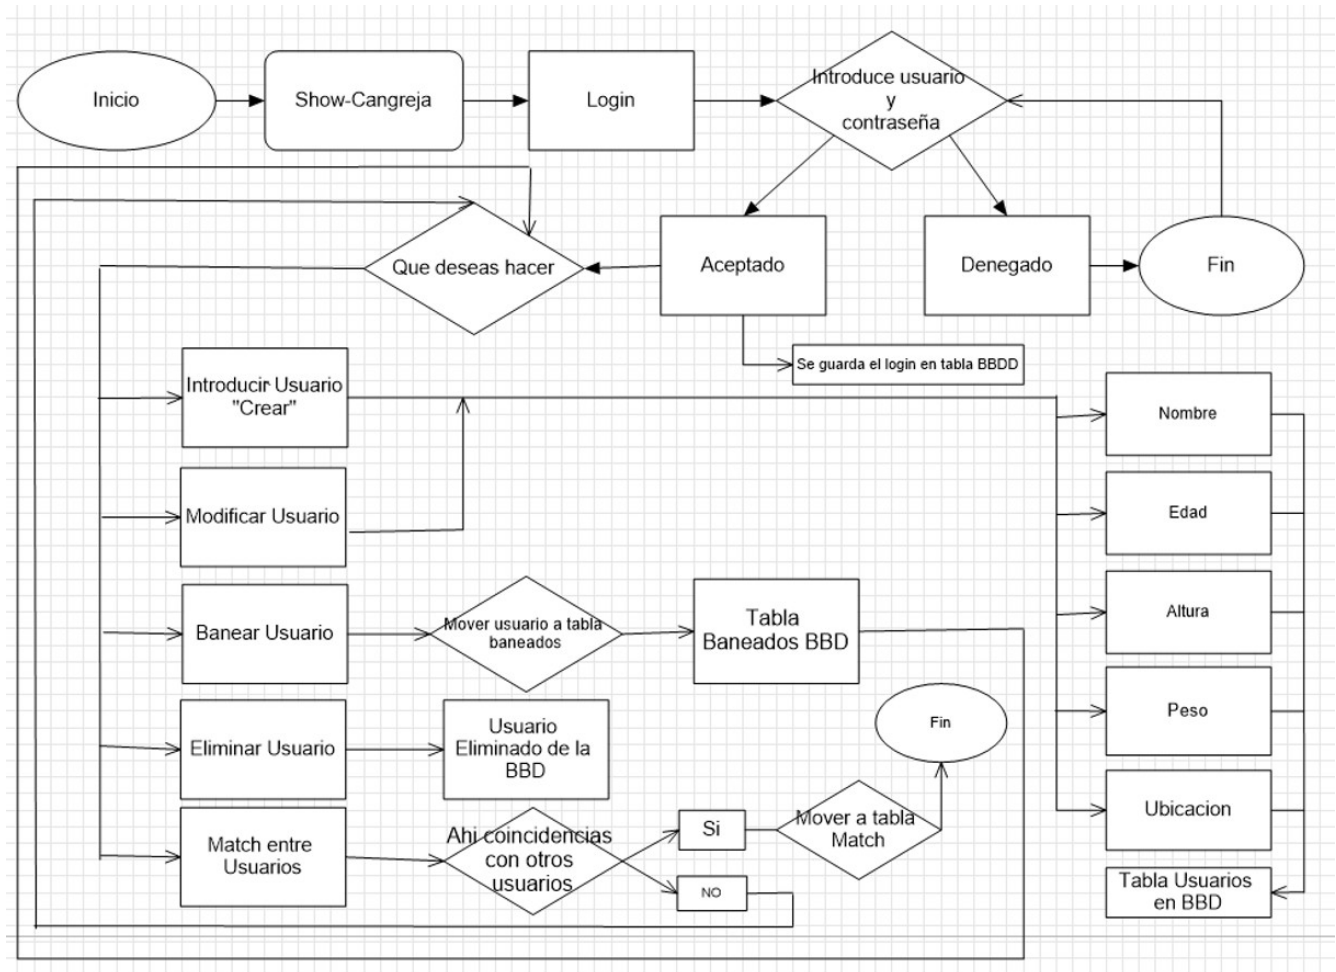 Inicio
Show-Cangreja
Login
Introduce usuario
y
contraseña
Que deseas hacer
Aceptado
Denegado
Fin
Se guarda el login en tabla BBDD
Introducir Usuario
"Crear"
Nombre
Modificar Usuario
Edad
Banear Usuario
Mover usuario a tabla
baneados
Tabla
Baneados BBD
Altura
Eliminar Usuario
Usuario
Eliminado de la
BBD
Fin
Peso
Match entre
Usuarios
Ahi coincidencias
con otros
usuarios
Si
NO
Mover a tabla
Match
Ubicacion
Tabla Usuarios
en BBD